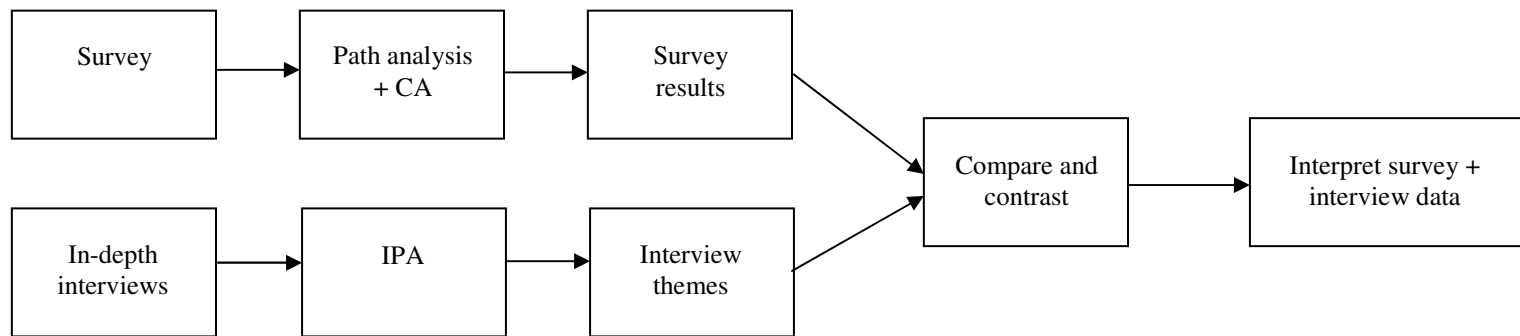 Survey
Path analysis
+ CA
Survey
results
Compare and
contrast
Interpret survey +
interview data
In-depth
interviews
IPA
Interview
themes